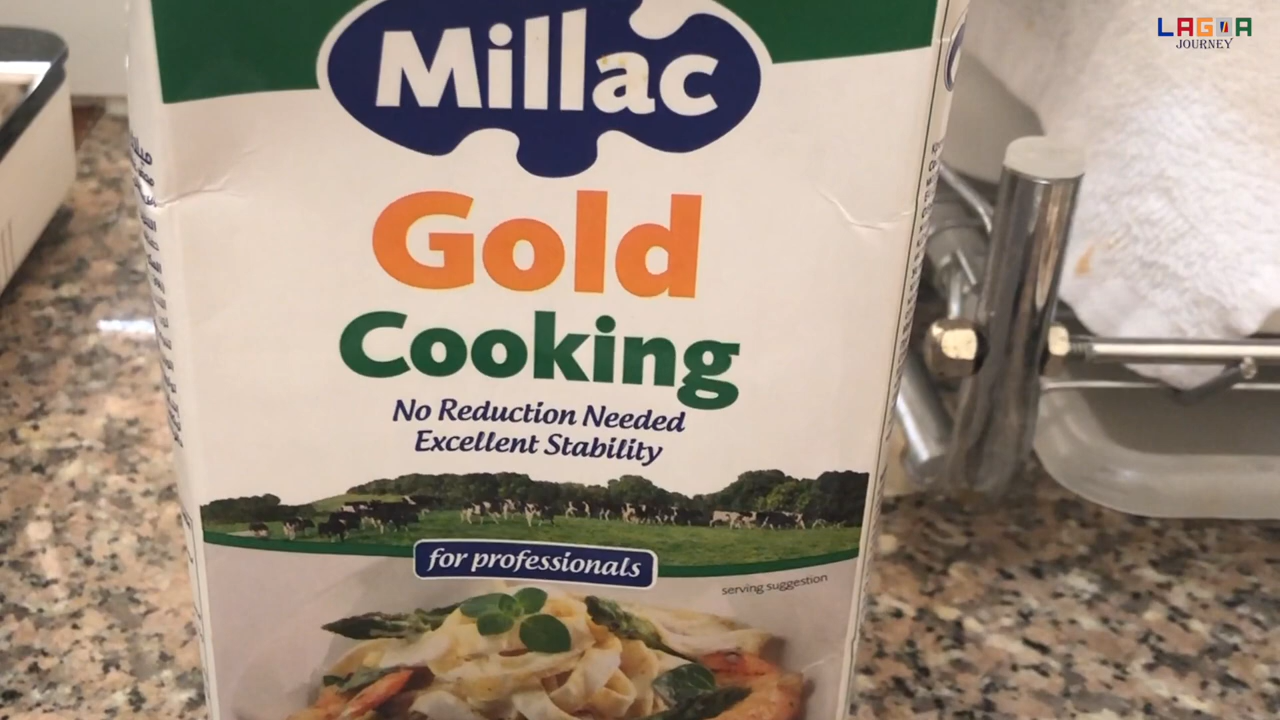 LAGOA
JOURNEY
Millac
Gold
Cooking
No Reduction Needed
Excellent Stability
for professionals
serving suggestion